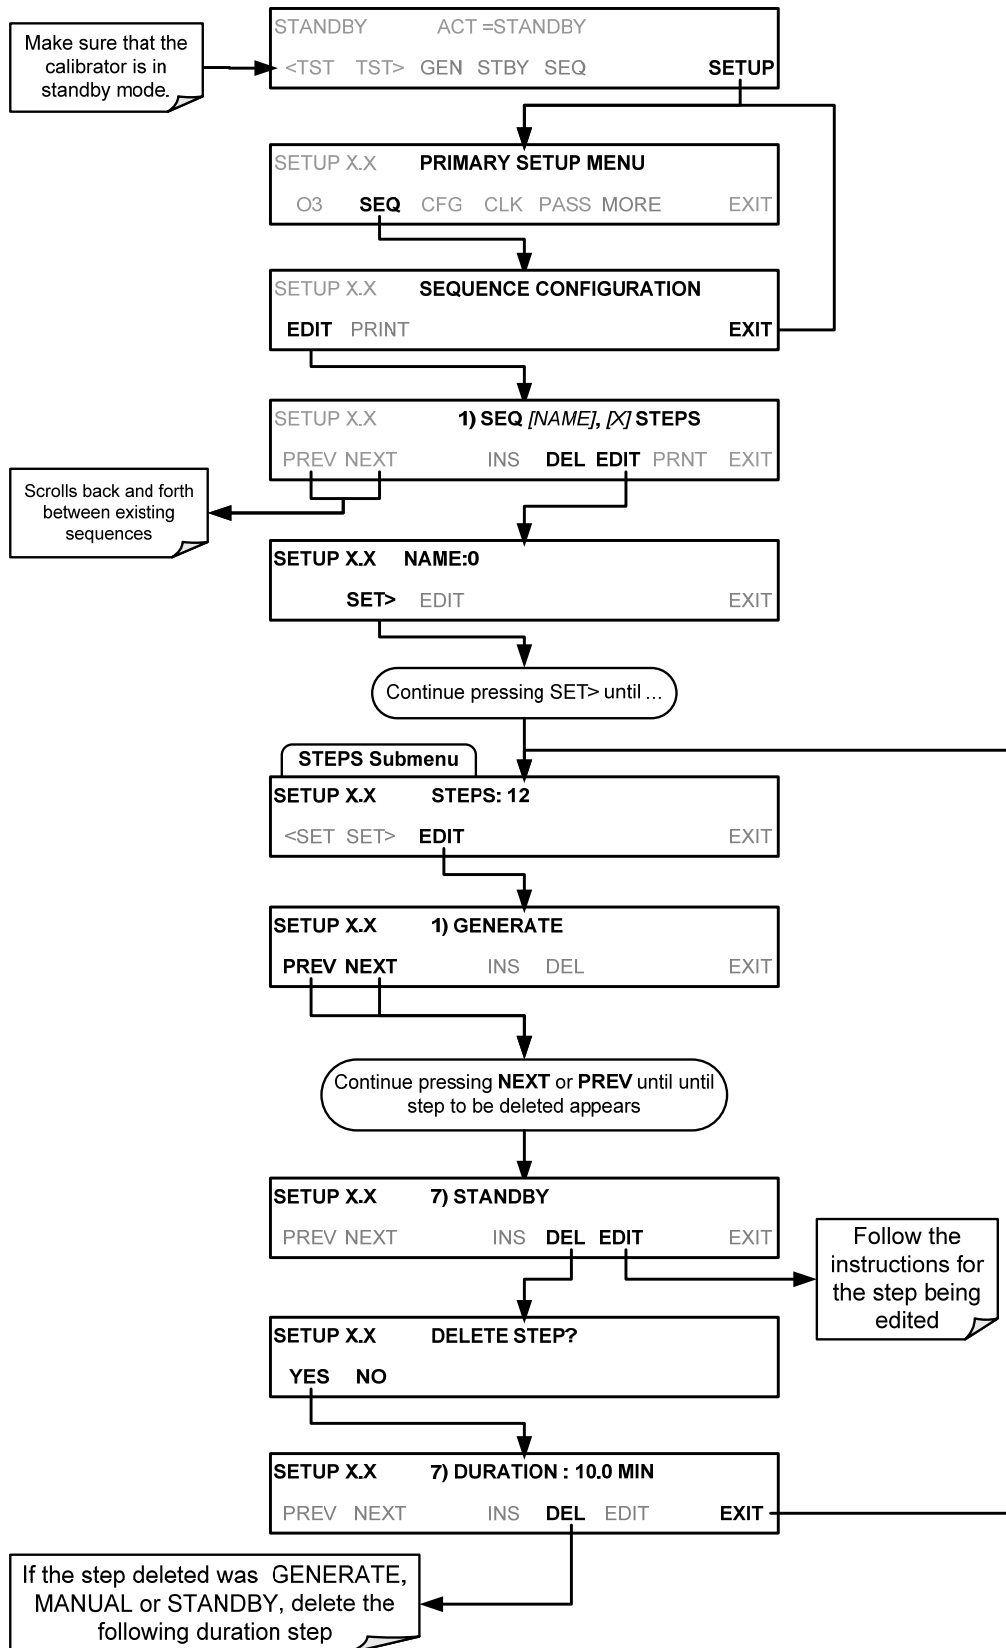 Make sure that the
calibrator is in
standby mode.
STANDBY ACT =STANDBY
<TST TST> GEN STBY SEQ SETUP
SETUP X.X PRIMARY SETUP MENU
O3 SEQ CFG CLK PASS MORE EXIT
SETUP X.X SEQUENCE CONFIGURATION
EDIT PRINT EXIT
SETUP X.X 1) SEQ [NAME], [X] STEPS
PREV NEXT INS DEL EDIT PRNT EXIT
Scrolls back and forth
between existing
sequences
SETUP X.X NAME:0
SET> EDIT EXIT
Continue pressing SET> until ...
STEPS Submenu
SETUP X.X STEPS: 12
<SET SET> EDIT EXIT
SETUP X.X 1) GENERATE
PREV NEXT INS DEL EXIT
Continue pressing NEXT or PREV until until
step to be deleted appears
SETUP X.X 7) STANDBY
PREV NEXT INS DEL EDIT EXIT
Follow the
instructions for
the step being
edited
SETUP X.X DELETE STEP?
YES NO
SETUP X.X 7) DURATION : 10.0 MIN
PREV NEXT INS DEL EDIT EXIT
If the step deleted was GENERATE,
MANUAL or STANDBY, delete the
following duration step